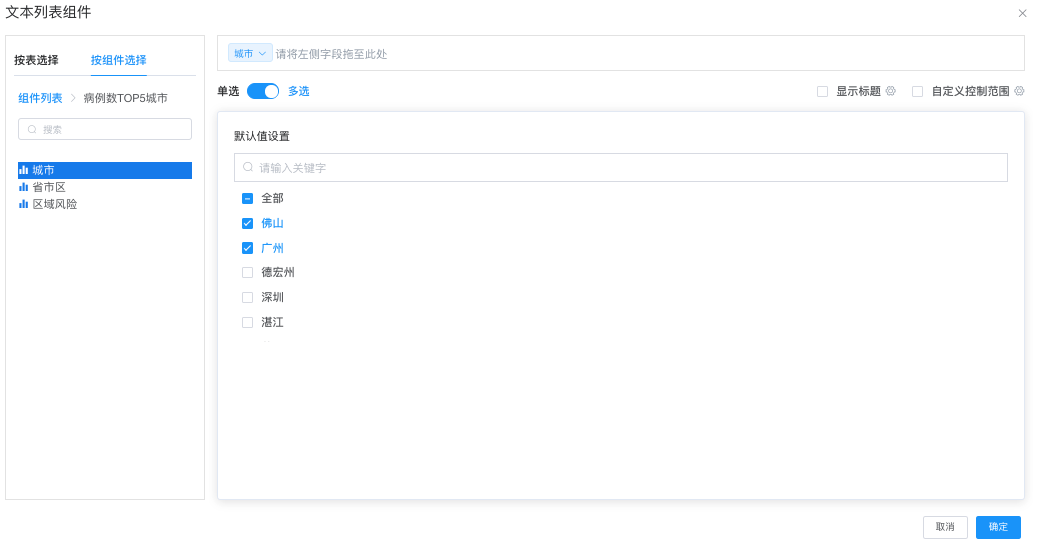 文本列表组件
按表选择 按组件选择
组件列表 病例数TOP5城市
搜索
城市
省市区
区域风险
城市 请将左侧字段拖至此处
单选 多选 显示标题 自定义控制范围
默认值设置
请输入关键字
全部
佛山
广州
德宏州
深圳
湛江
取消 确定